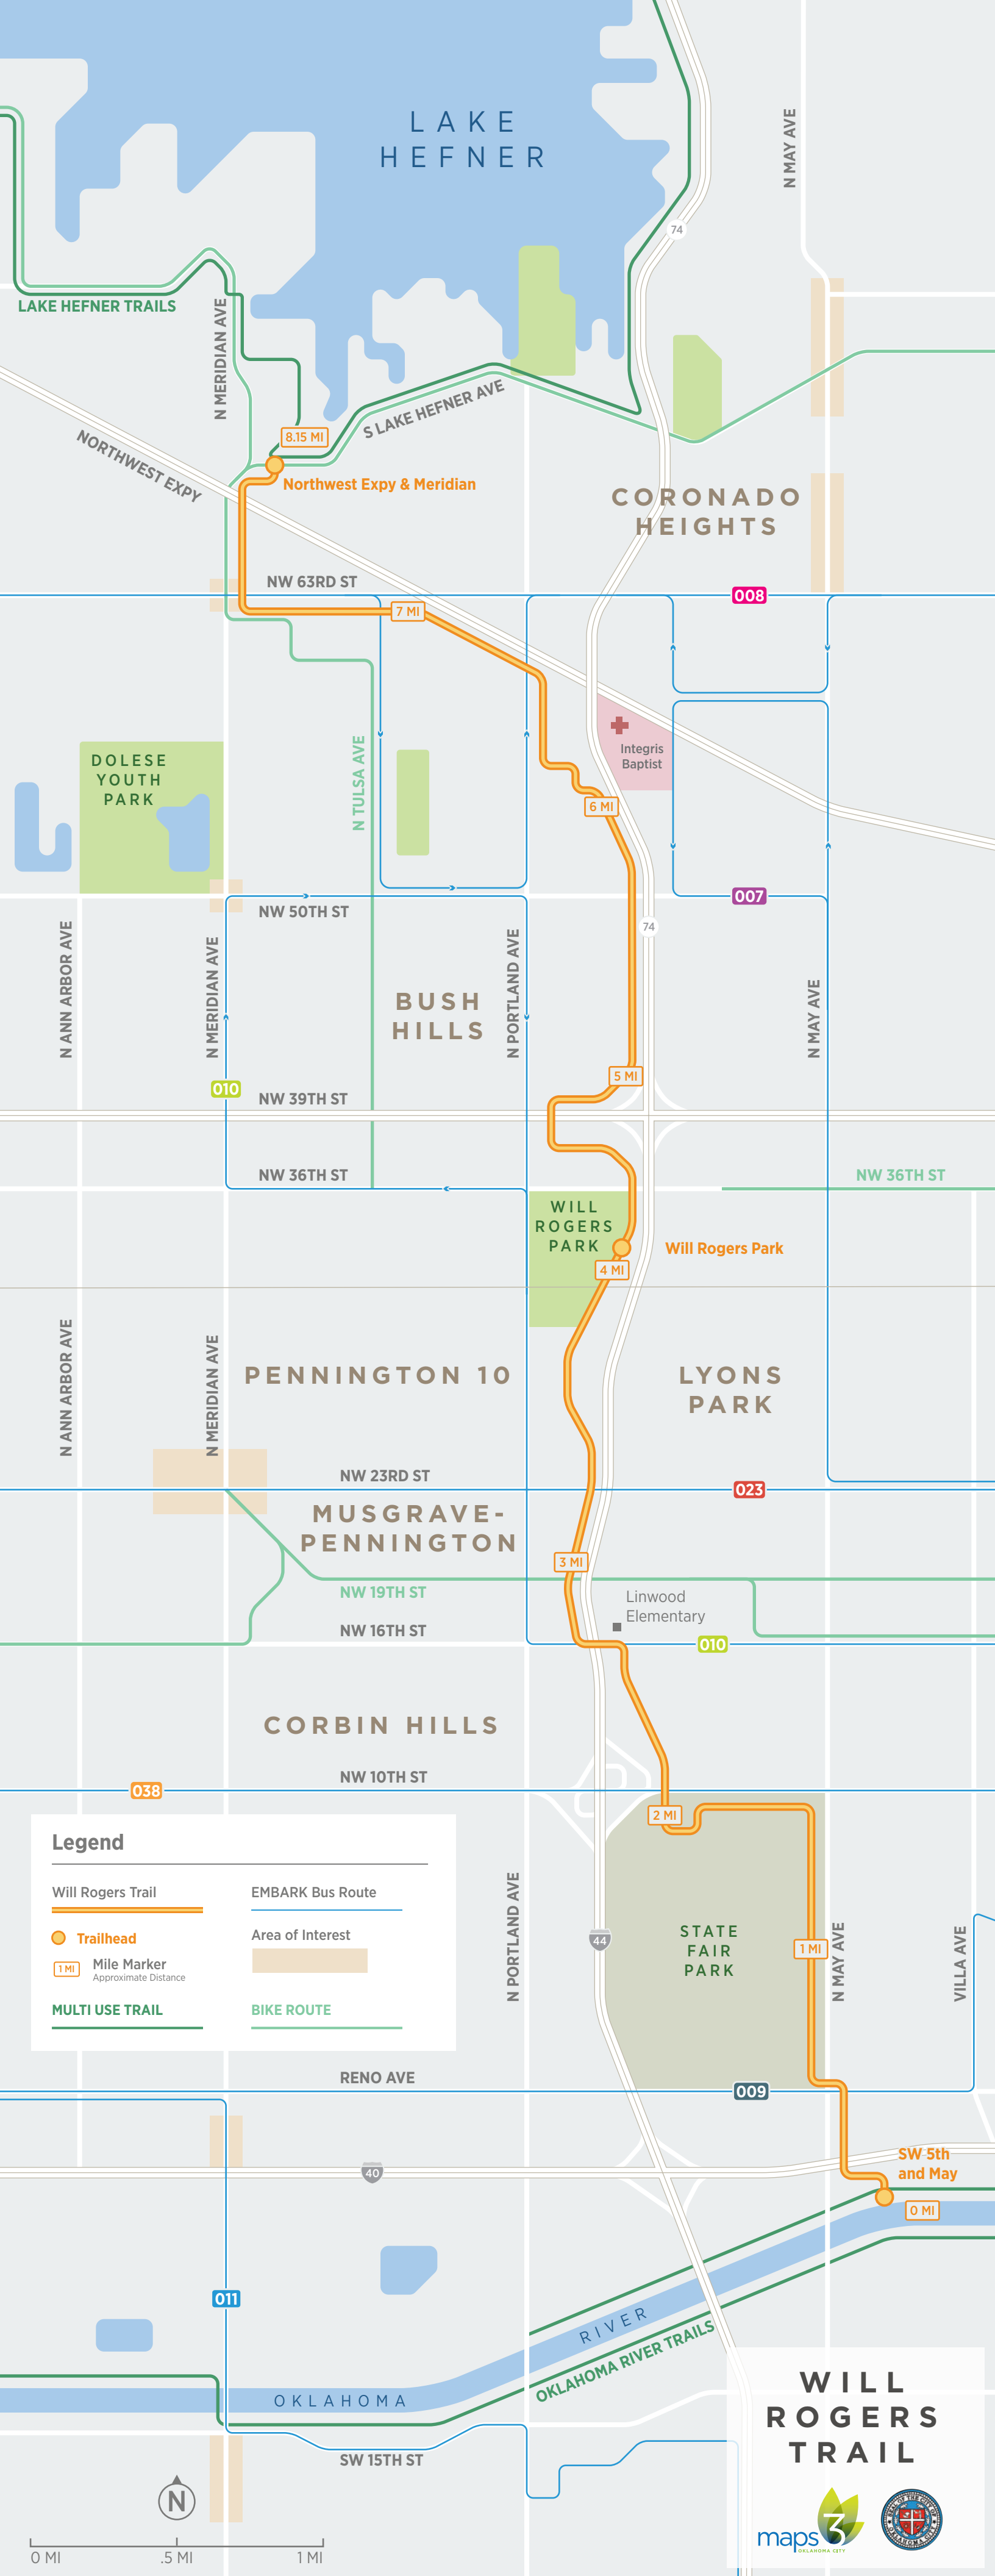 LAKE
HEFNER
N MAY AVE
74
LAKE HEFNER TRAILS
N MERIDIAN AVE
S LAKE HEFNER AVE
NORTHWEST EXPY
8.15 MI
Northwest Expy & Meridian
CORONADO
HEIGHTS
NW 63RD ST
008
7 MI
Integris
Baptist
DOLESE
YOUTH
PARK
N TULSA AVE
6 MI
007
NW 50TH ST
74
N ANN ARBOR AVE
N MERIDIAN AVE
N PORTLAND AVE
N MAY AVE
BUSH
HILLS
5 MI
010
NW 39TH ST
NW 36TH ST
NW 36TH ST
WILL
ROGERS
PARK
Will Rogers Park
4 MI
N ANN ARBOR AVE
N MERIDIAN AVE
PENNINGTON 10
LYONS
PARK
NW 23RD ST
023
MUSGRAVE-
PENNINGTON
3 MI
NW 19TH ST
Linwood
Elementary
NW 16TH ST
010
CORBIN HILLS
NW 10TH ST
038
2 MI
Legend
Will Rogers Trail
EMBARK Bus Route
Trailhead
Area of Interest
1 MI
Mile Marker
Approximate Distance
MULTI USE TRAIL
BIKE ROUTE
N PORTLAND AVE
44
STATE
FAIR
PARK
1 MI
N MAY AVE
VILLA AVE
RENO AVE
009
40
SW 5th
and May
0 MI
011
RIVER
OKLAHOMA RIVER TRAILS
OKLAHOMA
SW 15TH ST
WILL
ROGERS
TRAIL
N
0 MI
.5 MI
1 MI
maps 3
OKLAHOMA CITY